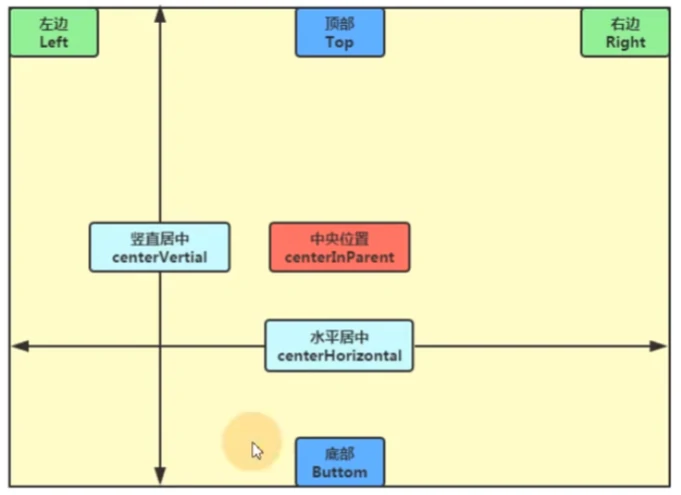 左边
Left
顶部
Top
右边
Right
竖直居中
centerVertial
中央位置
centerInParent
水平居中
centerHorizontal
底部
Buttom